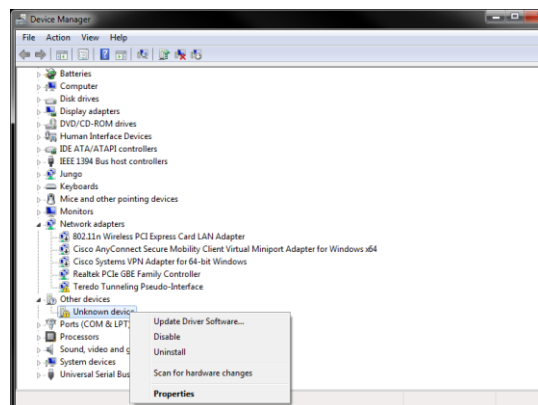 Device Manager
File Action View Help
Batteries
Computer
Disk drives
Display adapters
DVD/CD-ROM drives
Human Interface Devices
IDE ATA/ATAPI controllers
IEEE 1394 Bus host controllers
Jungo
Keyboards
Mice and other pointing devices
Monitors
Network adapters
802.11n Wireless PCI Express Card LAN Adapter
Cisco AnyConnect Secure Mobility Client Virtual Miniport Adapter for Windows x64
Cisco Systems VPN Adapter for 64-bit Windows
Realtek PCIe GBE Family Controller
Teredo Tunneling Pseudo-Interface
Other devices
Unknown device
Ports (COM & LPT)
Processors
Sound, video and g
System devices
Universal Serial Bus
Update Driver Software...
Disable
Uninstall
Scan for hardware changes
Properties